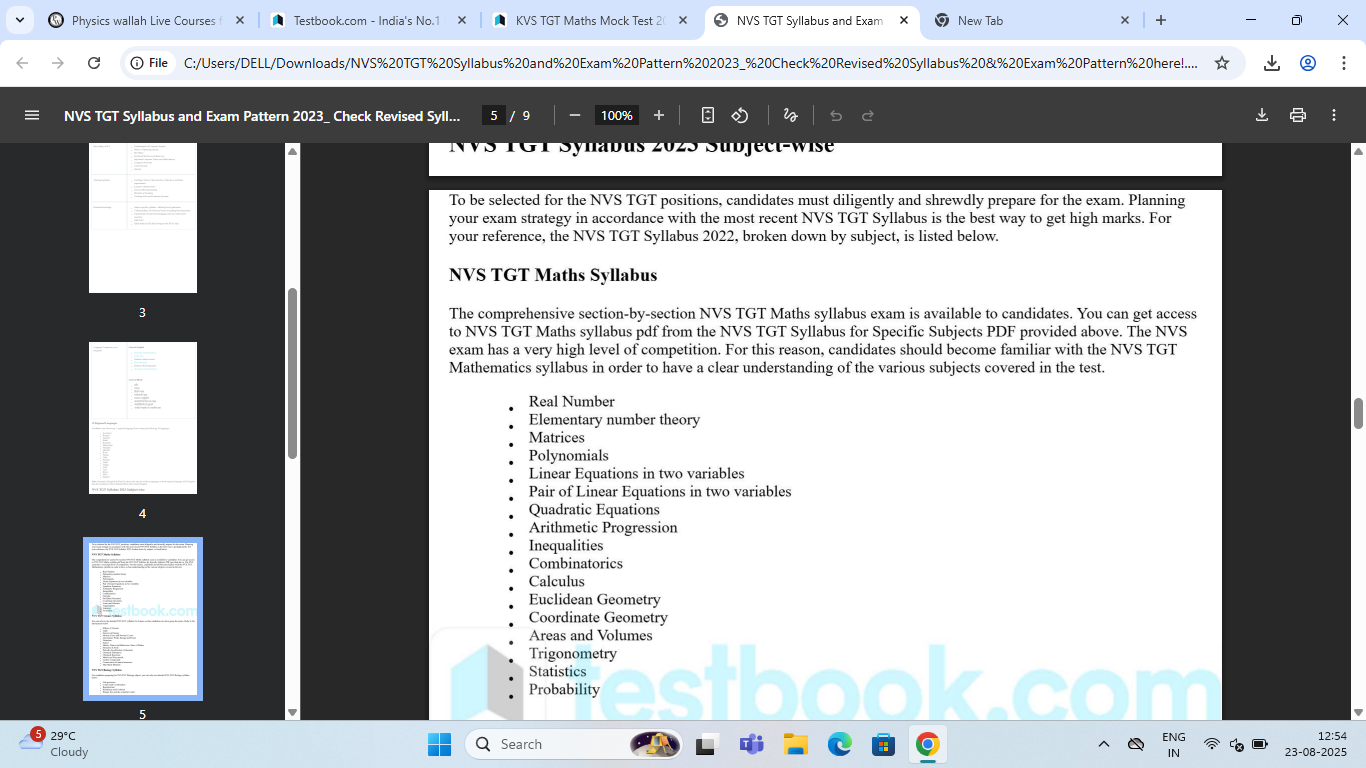 Physics wallah Live Courses f
Testbook.com - India's No.1
KVS TGT Maths Mock Test 20
NVS TGT Syllabus and Exam
New Tab
File
C:/Users/DELL/Downloads/NVS%20TGT%20Syllabus%20and%20Exam%20Pattern%202023_%20Check%20Revised%20Syllabus%20&%20Exam%20Pattern%20here!....
NVS TGT Syllabus and Exam Pattern 2023_ Check Revised Syll...
5 / 9
100%
NVS TGT Syllabus 2023 Subject-wise
To be selected for the NVS TGT positions, candidates must diligently and shrewdly prepare for the exam. Planning
your exam strategy in accordance with the most recent NVS TGT Syllabus is the best way to get high marks. For
your reference, the NVS TGT Syllabus 2022, broken down by subject, is listed below.
NVS TGT Maths Syllabus
The comprehensive section-by-section NVS TGT Maths syllabus exam is available to candidates. You can get access
to NVS TGT Maths syllabus pdf from the NVS TGT Syllabus for Specific Subjects PDF provided above. The NVS
exam has a very high level of competition. For this reason, candidates should become familiar with the NVS TGT
Mathematics syllabus in order to have a clear understanding of the various subjects covered in the test.
Real Number
Elementary number theory
Matrices
Polynomials
Linear Equations in two variables
Pair of Linear Equations in two variables
Quadratic Equations
Arithmetic Progression
Inequalities
Combinatorics
Calculus
Euclidean Geometry
Coordinate Geometry
Areas and Volumes
Trigonometry
Statistics
Probability
testbook.com
3
4
5
5
29°C
Cloudy
Search
ENG
IN
12:54
23-08-2025